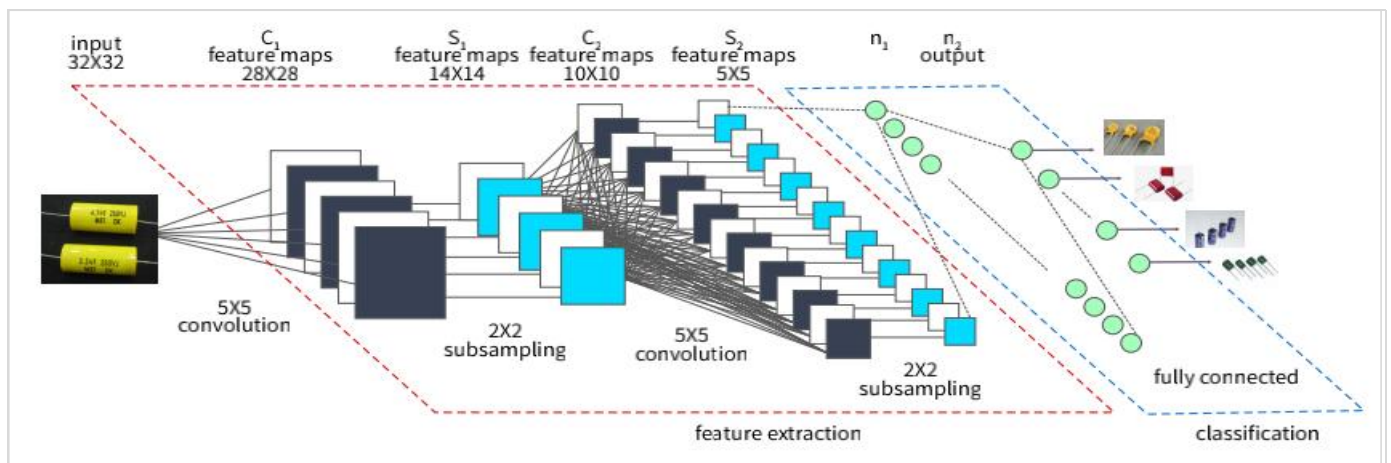 input
32X32
C1
feature maps
28X28
S1
feature maps
14X14
C2
feature maps
10X10
S2
feature maps
5X5
n1
n2
output
5X5
convolution
2X2
subsampling
5X5
convolution
2X2
subsampling
fully connected
feature extraction
classification